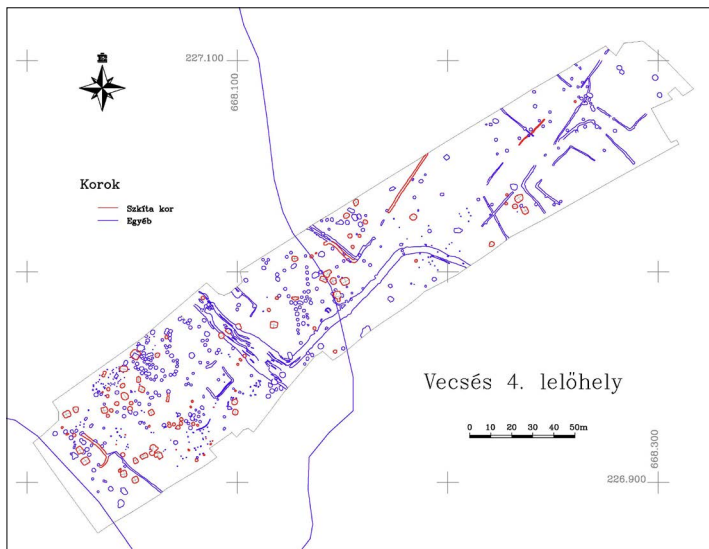 227.100
668.100
Korok
Szkíta kor
Egyéb
Vecsés 4. lelőhely
0 10 20 30 40 50m
668.300
226.900